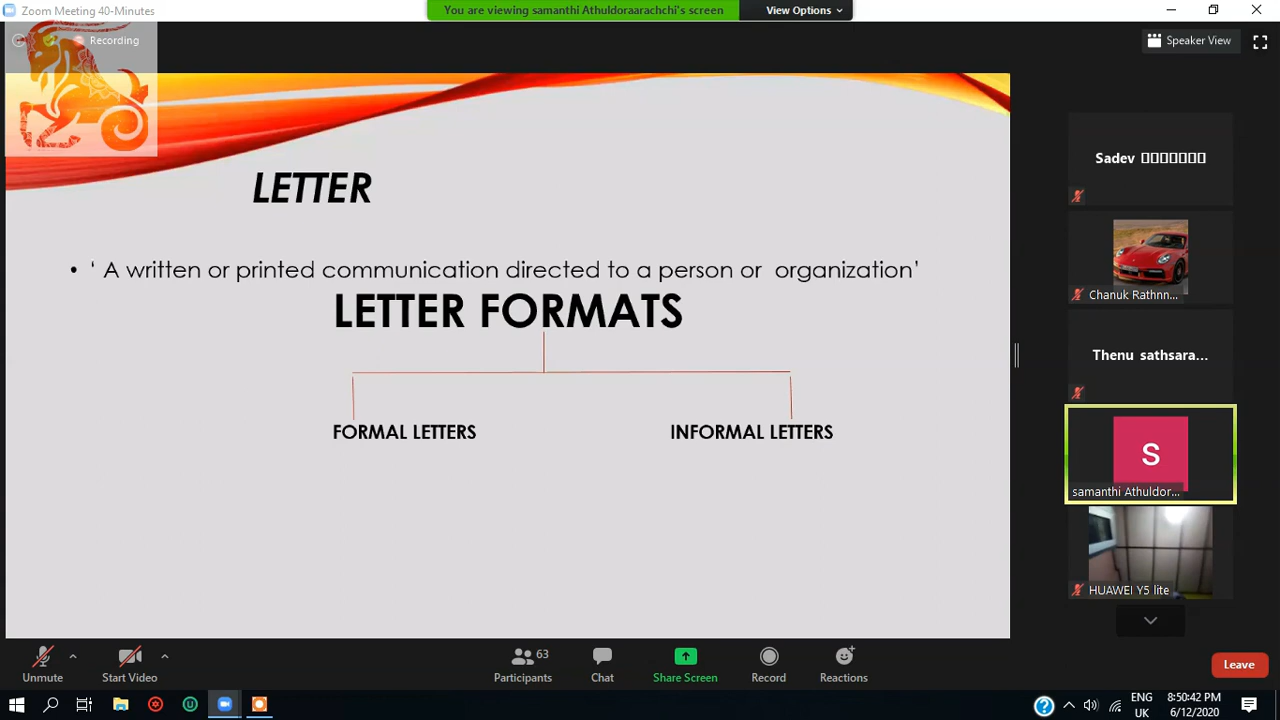 Zoom Meeting 40-Minutes
You are viewing samanthi Athuldoraarachchi's screen
View Options
Recording
Speaker View
LETTER
• ‘ A written or printed communication directed to a person or organization’
LETTER FORMATS
FORMAL LETTERS
INFORMAL LETTERS
Sadev
Chanuk Rathnn...
Thenu sathsara...
S
samanthi Athuldor...
HUAWEI Y5 lite
Unmute
Start Video
63
Participants
Chat
Share Screen
Record
Reactions
Leave
ENG
UK
8:50:42 PM
6/12/2020